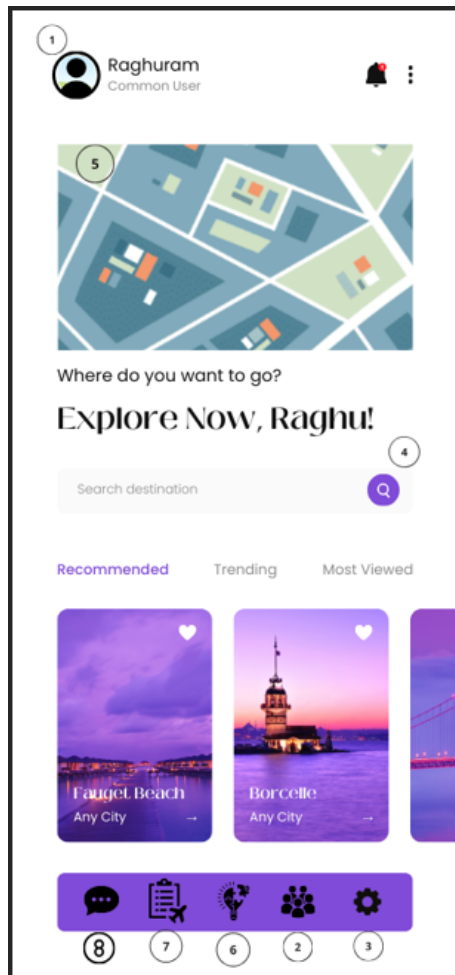 1
Raghuram
Common User
5
Where do you want to go?
Explore Now, Raghu!
4
Search destination
Recommended Trending Most Viewed
Fauget Beach
Any City →
Borcelle
Any City →
8 7 6 2 3